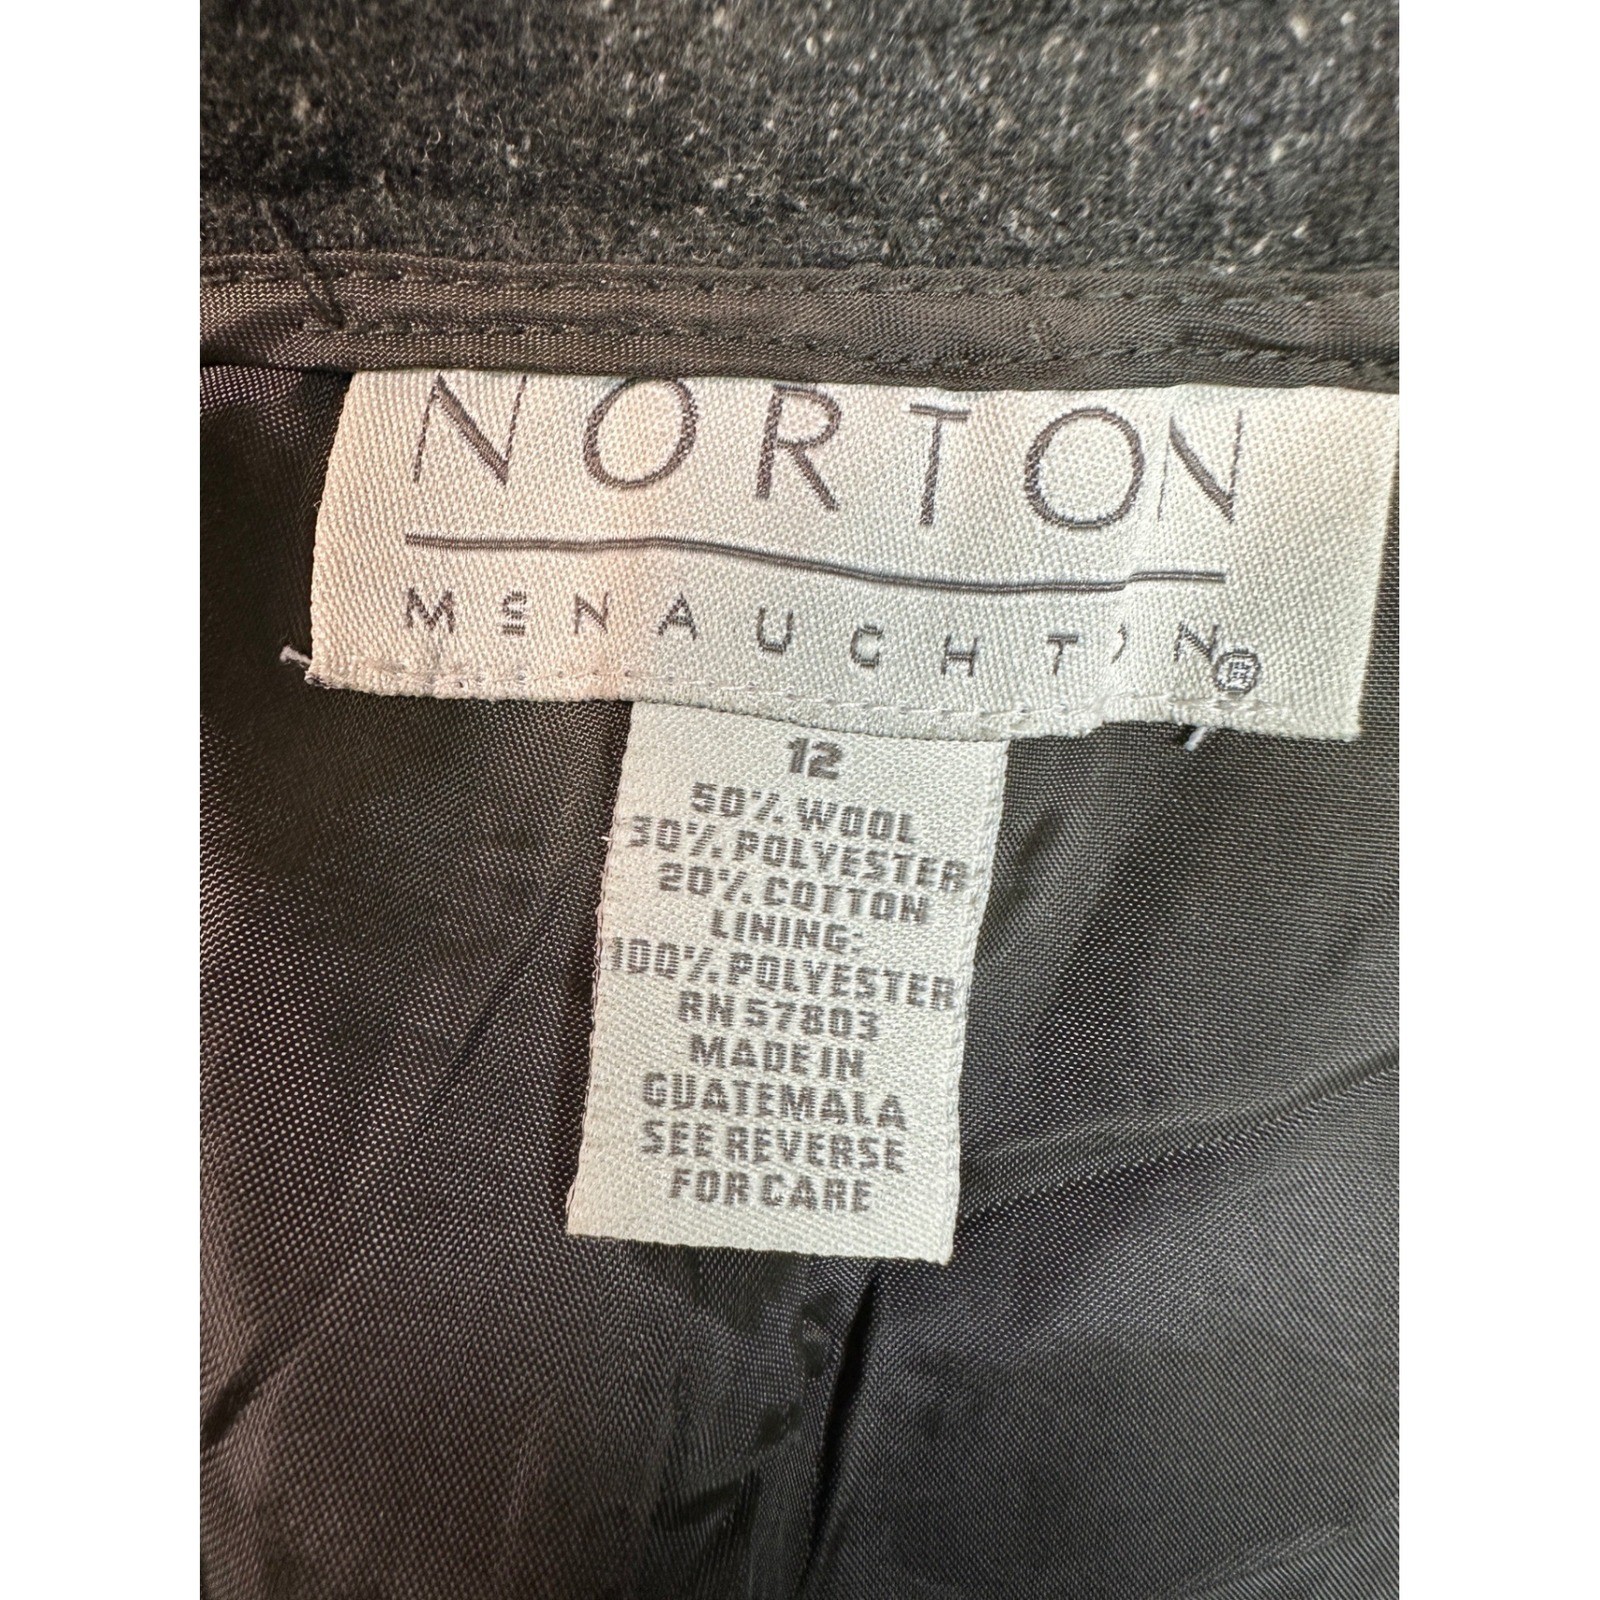 NORTON
McNAUGHT'N®
12
50% WOOL
30% POLYESTER
20% COTTON
LINING:
100% POLYESTER
RN 57803
MADE IN
GUATEMALA
SEE REVERSE
FOR CARE